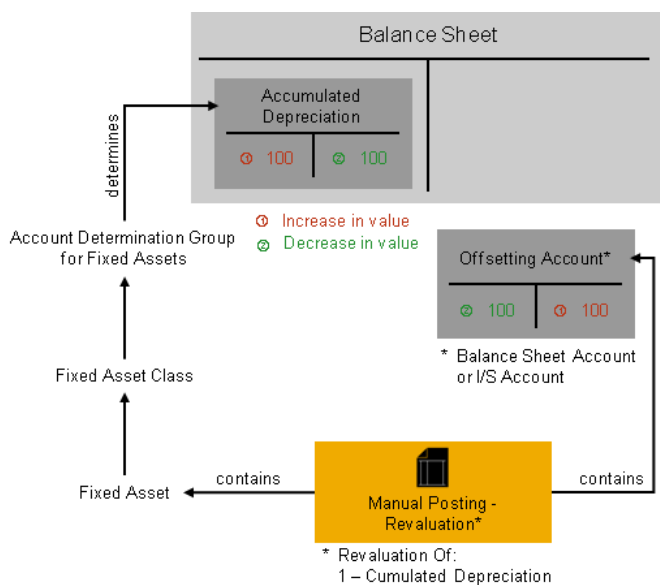 Balance Sheet
Accumulated
Depreciation
① 100 ② 100
determines
① Increase in value
② Decrease in value
Account Determination Group
for Fixed Assets
Offsetting Account*
② 100 ① 100
* Balance Sheet Account
or I/S Account
Fixed Asset Class
Fixed Asset
contains
Manual Posting -
Revaluation*
contains
* Revaluation Of:
1 – Cumulated Depreciation